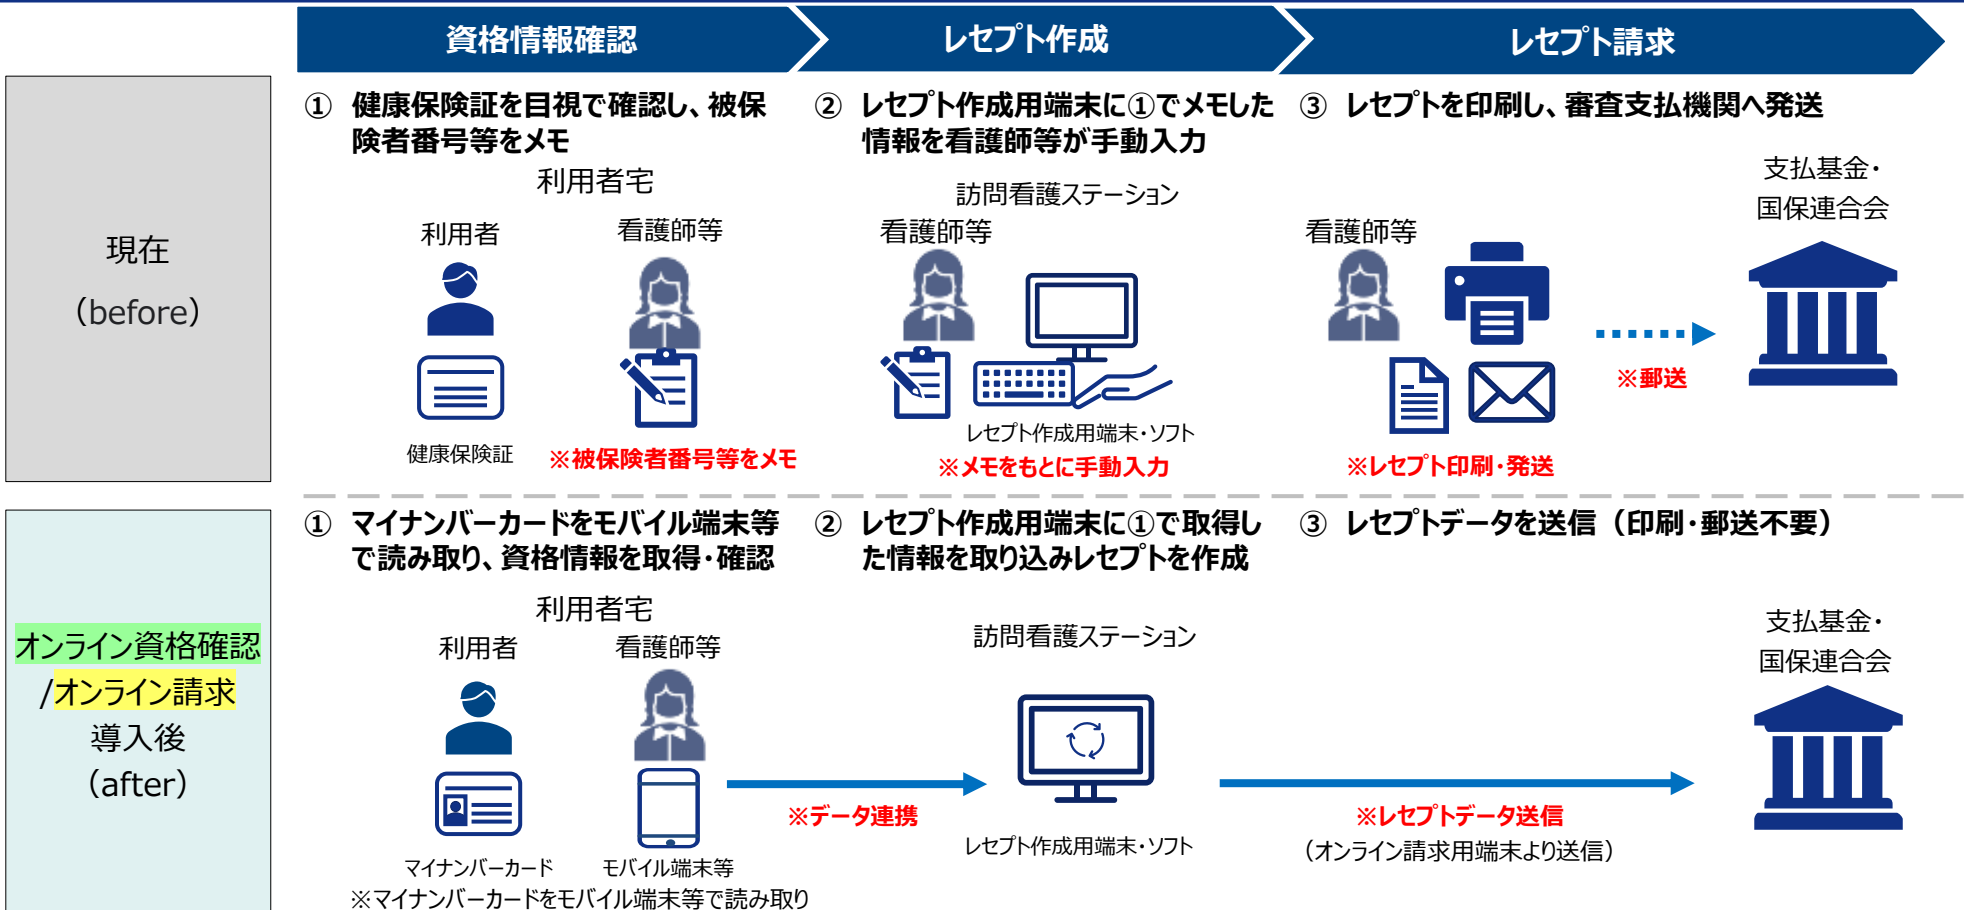 資格情報確認
レセプト作成
レセプト請求
現在
（before）
① 健康保険証を目視で確認し、被保
険者番号等をメモ
利用者宅
利用者
看護師等
健康保険証
※被保険者番号等をメモ
② レセプト作成用端末に①でメモした
情報を看護師等が手動入力
訪問看護ステーション
看護師等
レセプト作成用端末・ソフト
※メモをもとに手動入力
③ レセプトを印刷し、審査支払機関へ発送
看護師等
※レセプト印刷・発送
※郵送
支払基金・
国保連合会
オンライン資格確認
/オンライン請求
導入後
（after）
① マイナンバーカードをモバイル端末等
で読み取り、資格情報を取得・確認
利用者宅
利用者
看護師等
マイナンバーカード
モバイル端末等
※マイナンバーカードをモバイル端末等で読み取り
※データ連携
② レセプト作成用端末に①で取得し
た情報を取り込みレセプトを作成
訪問看護ステーション
レセプト作成用端末・ソフト
③ レセプトデータを送信（印刷・郵送不要）
※レセプトデータ送信
（オンライン請求用端末より送信）
支払基金・
国保連合会